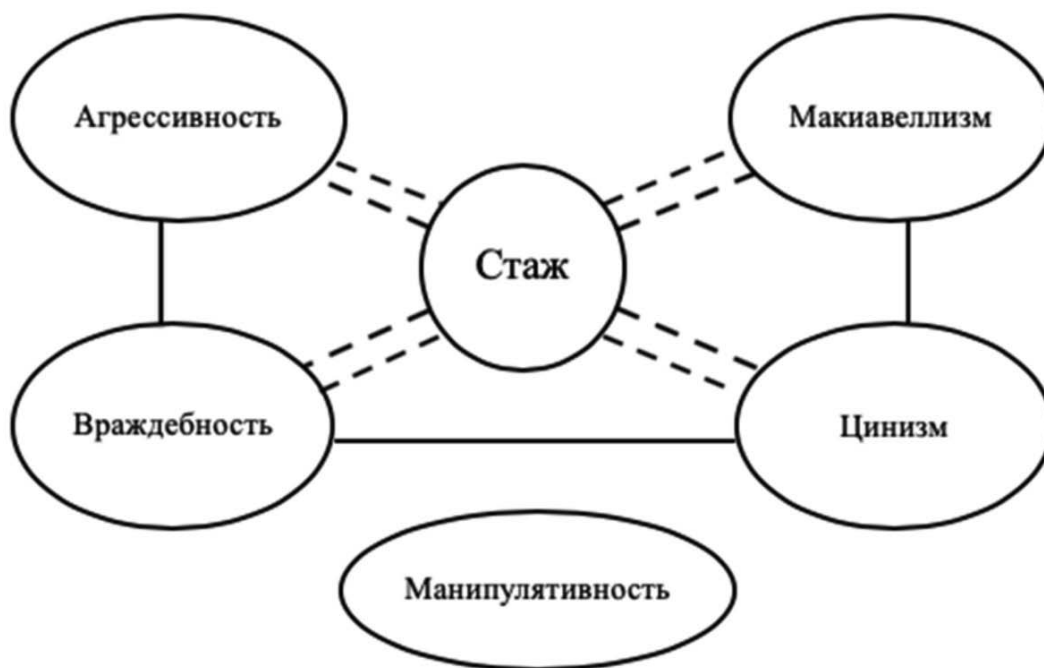 Агрессивность
Макиавеллизм
Стаж
Враждебность
Цинизм
Манипулятивность